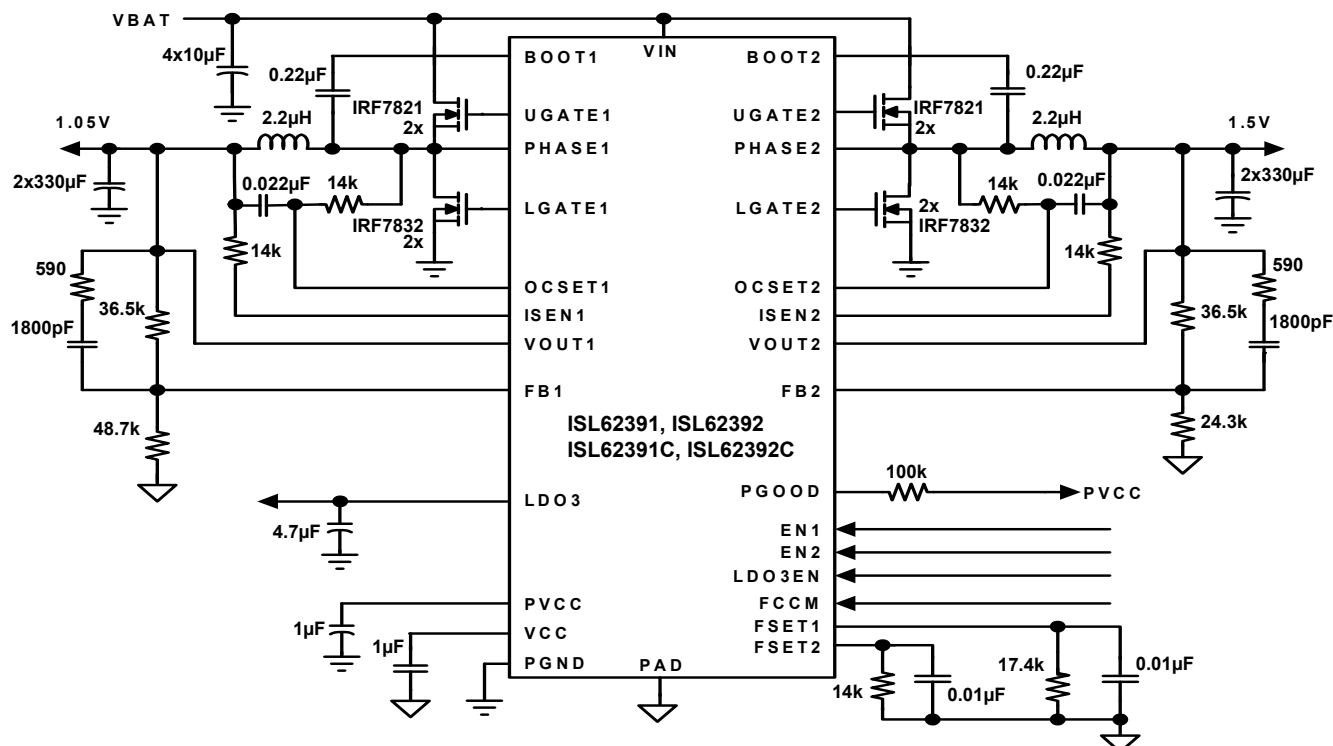 VBAT
4x10µF
0.22µF
BOOT1
VIN
BOOT2
0.22µF
IRF7821
2x
UGATE1
UGATE2
IRF7821
2x
1.05V
2.2µH
PHASE1
PHASE2
2.2µH
1.5V
2x330µF
0.022µF
14k
IRF7832
2x
LGATE1
LGATE2
2x
IRF7832
14k
0.022µF
2x330µF
14k
14k
590
36.5k
1800pF
OCSET1
ISEN1
VOUT1
FB1
OCSET2
ISEN2
VOUT2
FB2
590
36.5k
1800pF
48.7k
24.3k
ISL62391, ISL62392
ISL62391C, ISL62392C
LDO3
4.7µF
PGOOD
100k
PVCC
EN1
EN2
LDO3EN
FCCM
FSET1
FSET2
PVCC
VCC
PGND
1µF
1µF
PAD
14k
0.01µF
17.4k
0.01µF